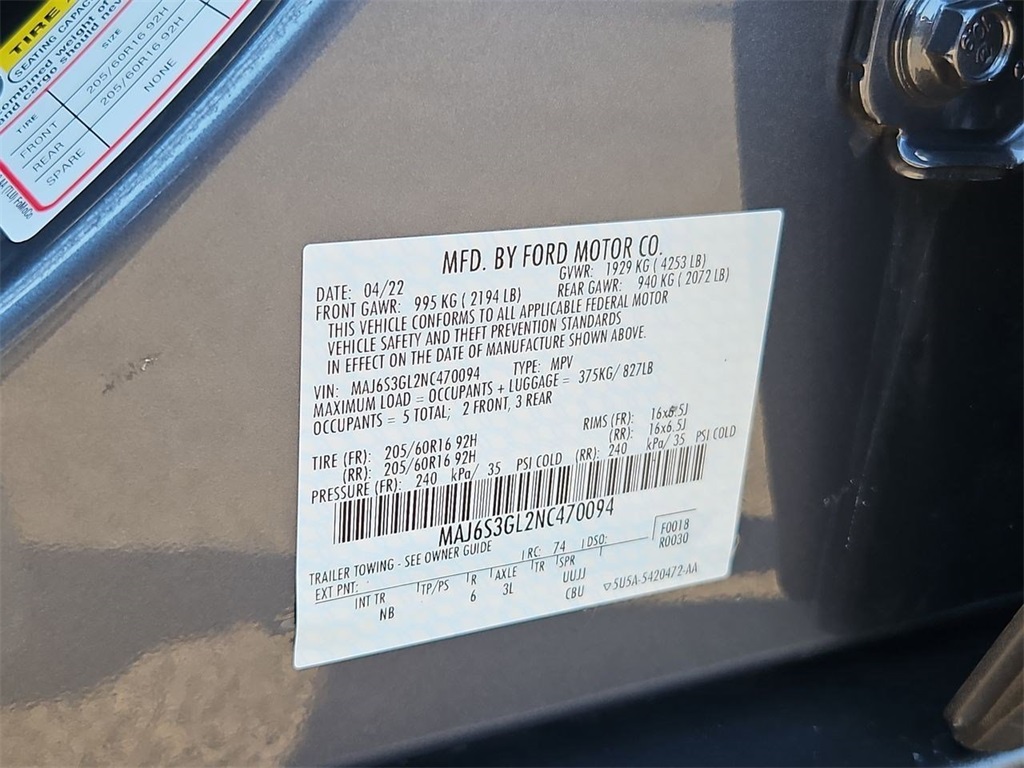 TIRE
SEATING CAPACI
combined weight of
and cargo should nev
TIRE SIZE
FRONT 205/60R16 92H
REAR 205/60R16 92H
SPARE NONE
MFD. BY FORD MOTOR CO.
DATE: 04/22 GVWR: 1929 KG ( 4253 LB)
FRONT GAWR: 995 KG ( 2194 LB) REAR GAWR: 940 KG ( 2072 LB)
THIS VEHICLE CONFORMS TO ALL APPLICABLE FEDERAL MOTOR
VEHICLE SAFETY AND THEFT PREVENTION STANDARDS
IN EFFECT ON THE DATE OF MANUFACTURE SHOWN ABOVE.
VIN: MAJ6S3GL2NC470094 TYPE: MPV
MAXIMUM LOAD = OCCUPANTS + LUGGAGE = 375KG/ 827LB
OCCUPANTS = 5 TOTAL; 2 FRONT, 3 REAR
TIRE (FR): 205/60R16 92H RIMS (FR): 16x6.5J
(RR): 205/60R16 92H (RR): 16x6.5J
PRESSURE (FR): 240 kPa/ 35 PSI COLD (RR): 240 kPa/ 35 PSI COLD
MAJ6S3GL2NC470094
TRAILER TOWING - SEE OWNER GUIDE F0018
EXT PNT: RC: 74 DSO: R0030
INT TR TP/PS R AXLE TR SPR
NB 6 3L UUJJ
CBU 5U5A-5420472-AA